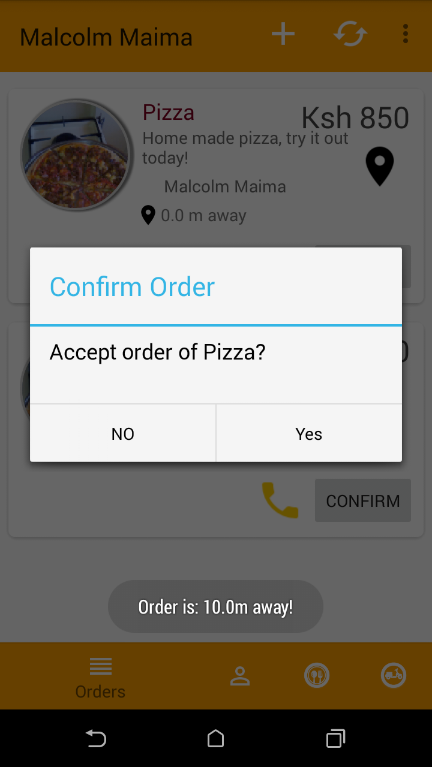 Malcolm Maima
Pizza
Ksh 850
Home made pizza, try it out
today!
Malcolm Maima
0.0 m away
Confirm Order
Accept order of Pizza?
NO
Yes
CONFIRM
Order is: 10.0m away!
Orders